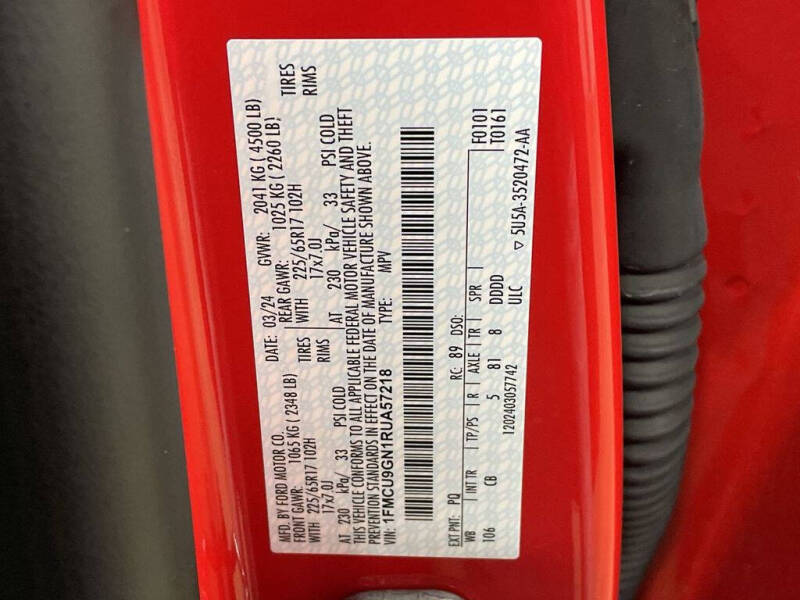 MFD. BY FORD MOTOR CO. DATE: 03/24 GVWR: 2041 KG ( 4500 LB)
FRONT GAWR: 1065 KG ( 2348 LB) REAR GAWR: 1025 KG ( 2260 LB)
WITH 225/65R17 102H TIRES WITH 225/65R17 102H TIRES
17x7.0J RIMS 17x7.0J RIMS
AT 230 kPa/ 33 PSI COLD AT 230 kPa/ 33 PSI COLD
THIS VEHICLE CONFORMS TO ALL APPLICABLE FEDERAL MOTOR VEHICLE SAFETY AND THEFT
PREVENTION STANDARDS IN EFFECT ON THE DATE OF MANUFACTURE SHOWN ABOVE.
VIN: 1FMCU9GN1RUA57218 TYPE: MPV
F0101
EXT PNT: PQ RC: 89 DSO: T0161
WB INT TR TP/PS R AXLE TR SPR
106 CB 5 81 8 DDDD
▽ 5U5A-3520472-AA
1202403057742 ULC